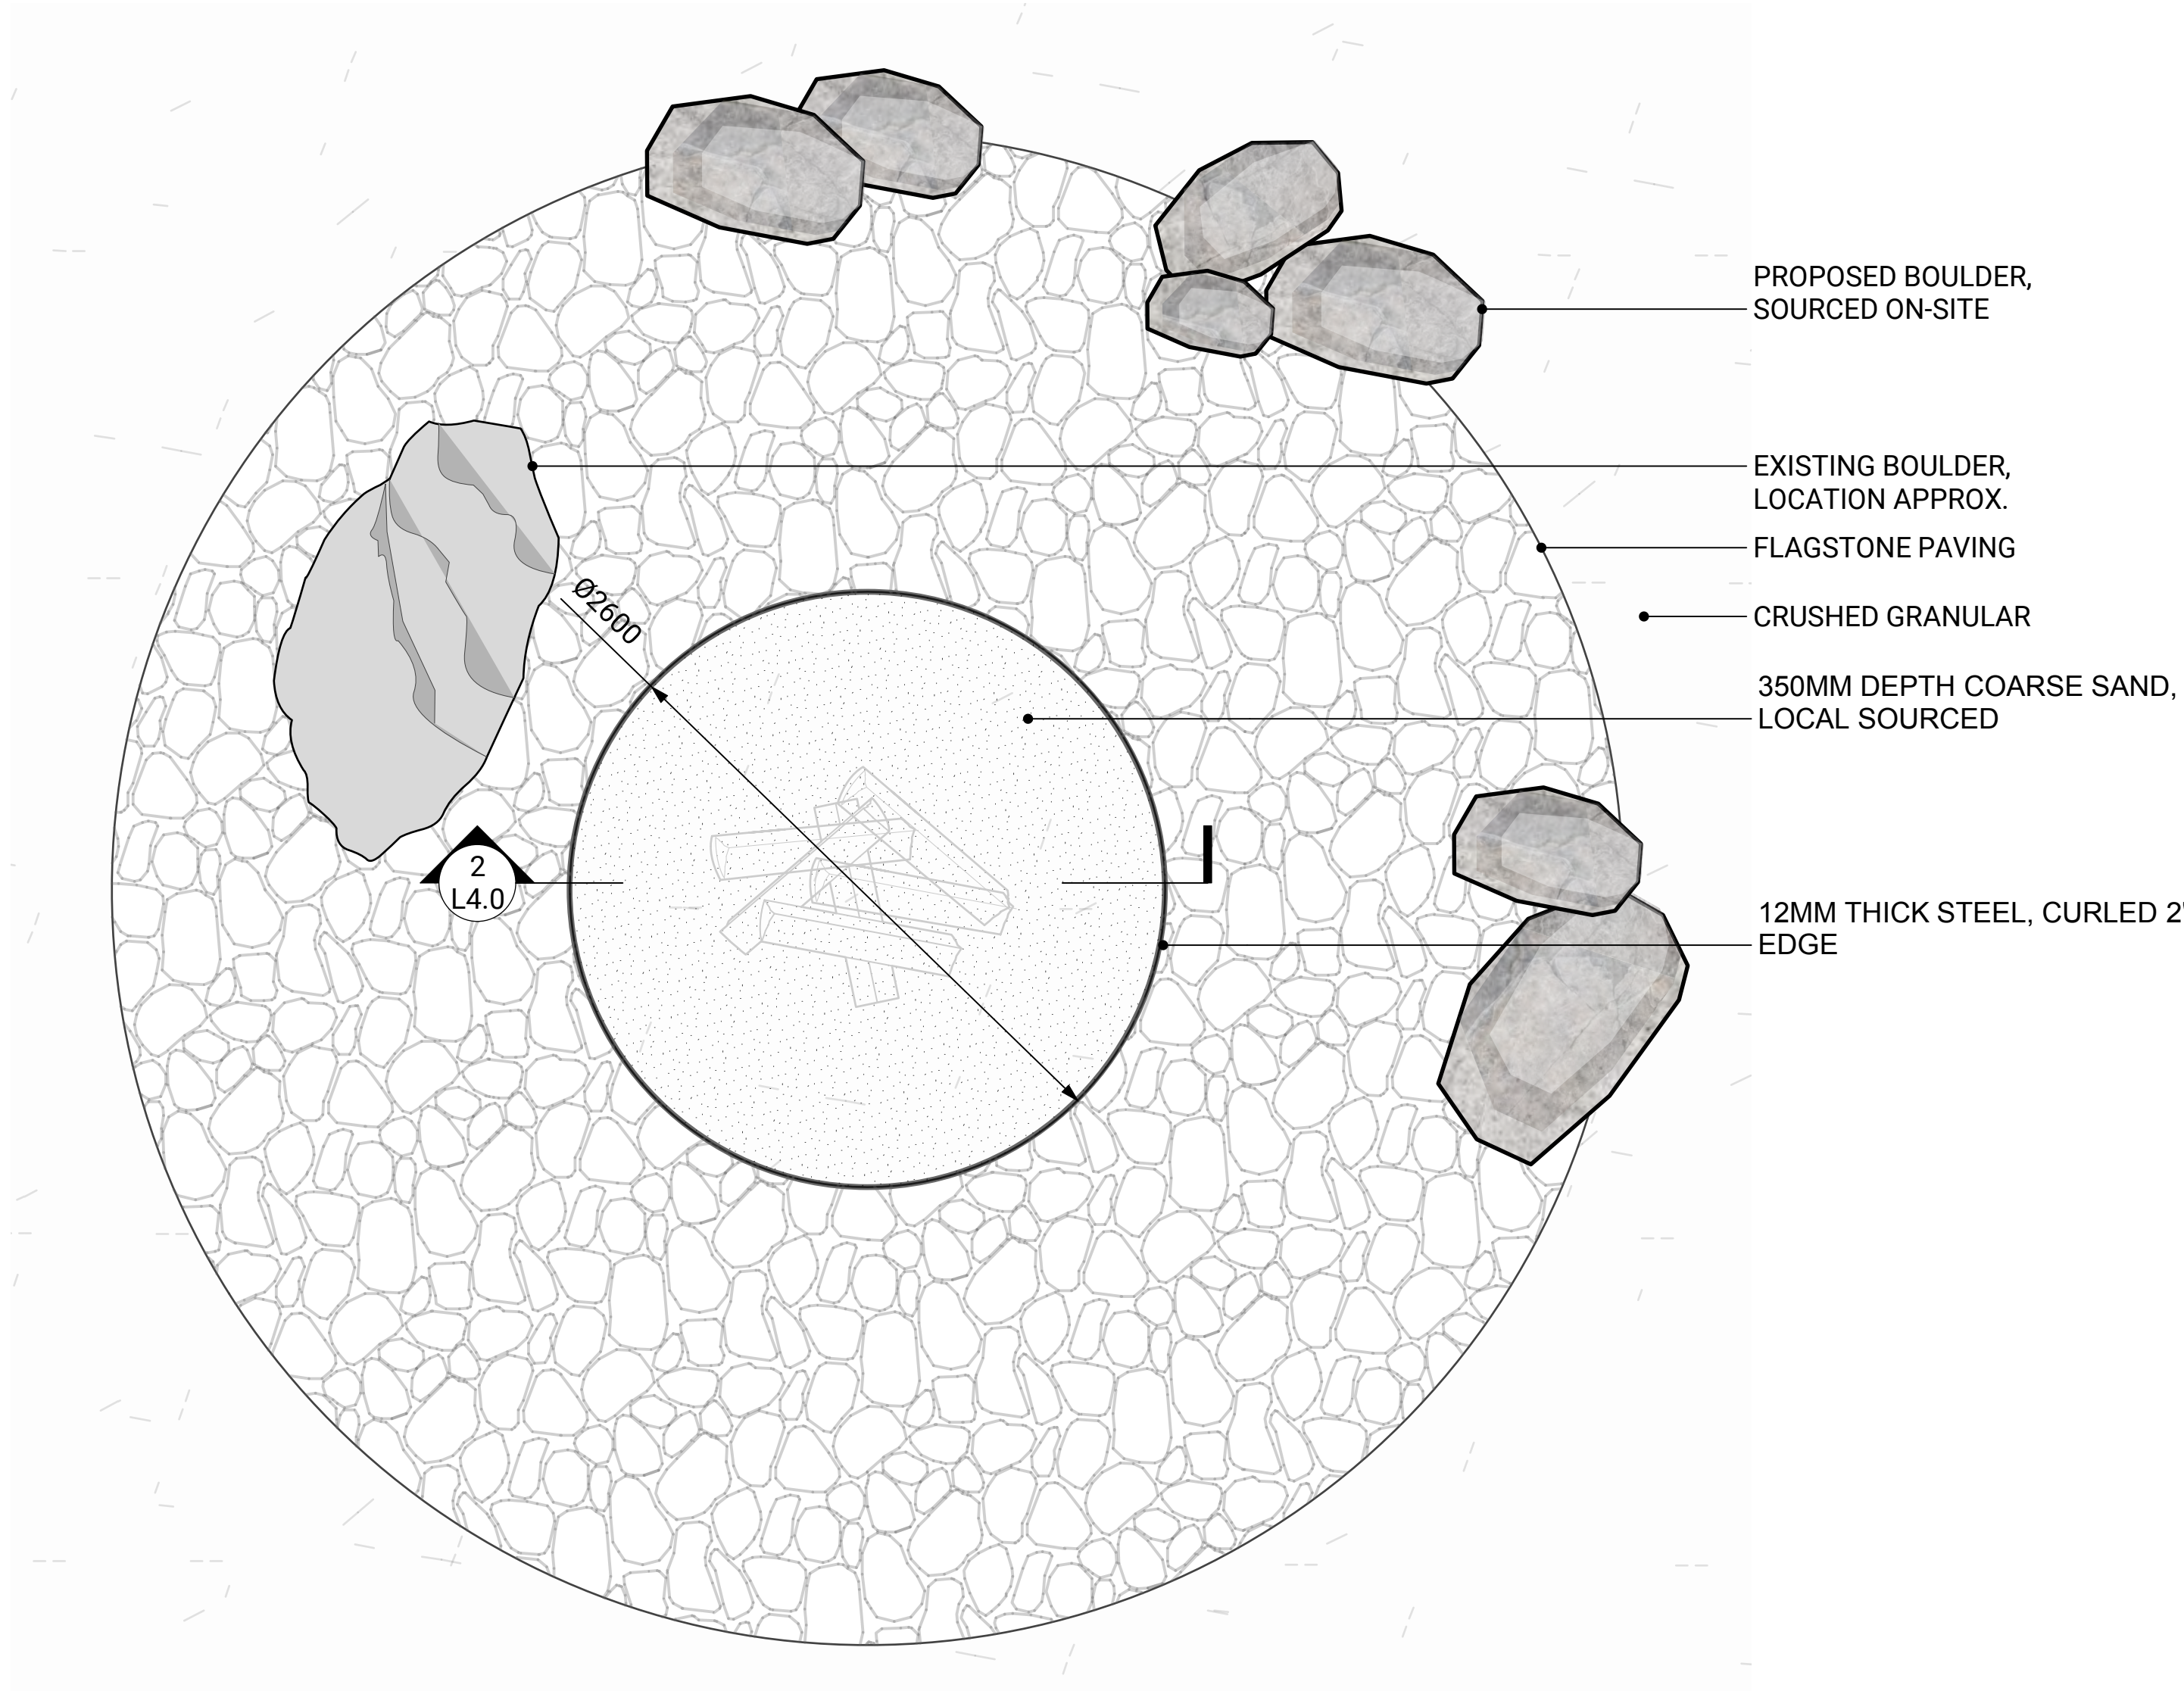 PROPOSED BOULDER,
SOURCED ON-SITE
EXISTING BOULDER,
LOCATION APPROX.
FLAGSTONE PAVING
CRUSHED GRANULAR
Ø2600
350MM DEPTH COARSE SAND,
LOCAL SOURCED
2
L4.0
12MM THICK STEEL, CURLED 2"
EDGE